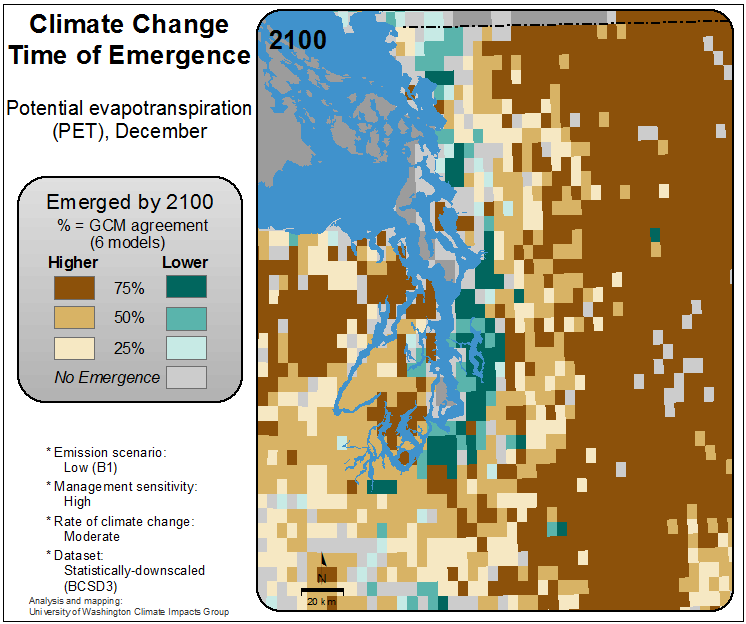 Climate Change
Time of Emergence
Potential evapotranspiration
(PET), December
Emerged by 2100
% = GCM agreement
(6 models)
Higher Lower
75%
50%
25%
No Emergence
* Emission scenario:
Low (B1)
* Management sensitivity:
High
* Rate of climate change:
Moderate
* Dataset:
Statistically-downscaled
(BCSD3)
Analysis and mapping:
University of Washington Climate Impacts Group
2100
N
20 km